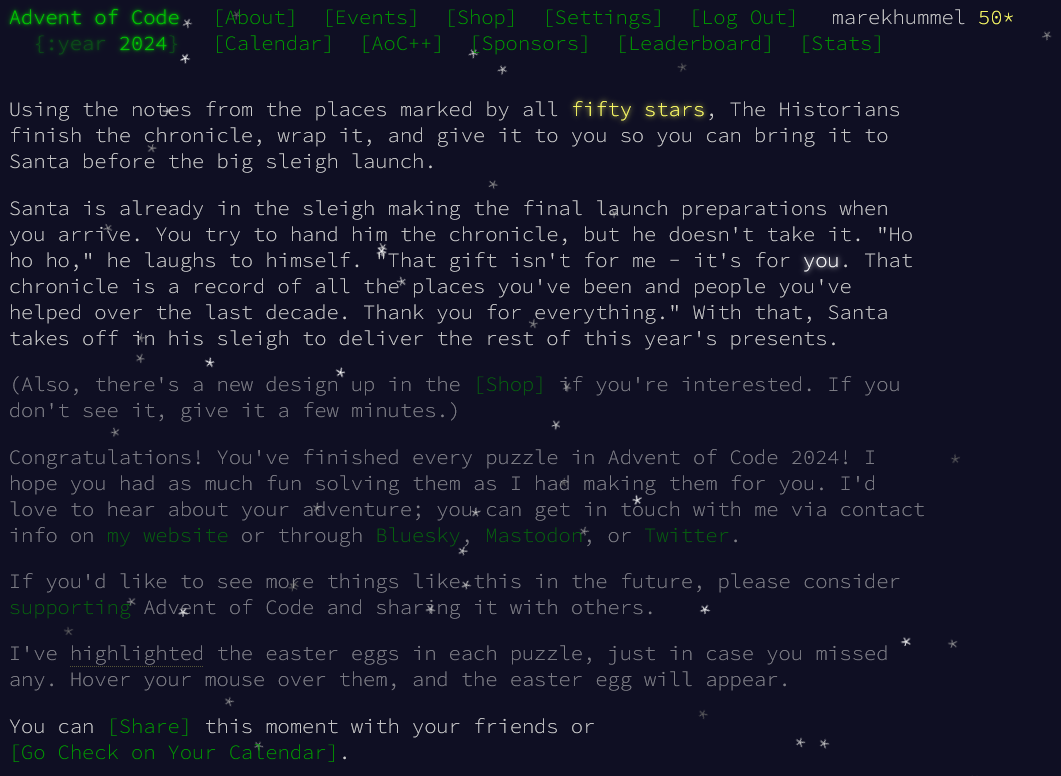 Advent of Code [About] [Events] [Shop] [Settings] [Log Out] marekhummel 50*
{:year 2024} [Calendar] [AoC++] [Sponsors] [Leaderboard] [Stats]
Using the notes from the places marked by all fifty stars, The Historians
finish the chronicle, wrap it, and give it to you so you can bring it to
Santa before the big sleigh launch.
Santa is already in the sleigh making the final launch preparations when
you arrive. You try to hand him the chronicle, but he doesn't take it. "Ho
ho ho," he laughs to himself. "That gift isn't for me - it's for you. That
chronicle is a record of all the places you've been and people you've
helped over the last decade. Thank you for everything." With that, Santa
takes off in his sleigh to deliver the rest of this year's presents.
(Also, there's a new design up in the [Shop] if you're interested. If you
don't see it, give it a few minutes.)
Congratulations! You've finished every puzzle in Advent of Code 2024! I
hope you had as much fun solving them as I had making them for you. I'd
love to hear about your adventure; you can get in touch with me via contact
info on my website or through Bluesky, Mastodon, or Twitter.
If you'd like to see more things like this in the future, please consider
supporting Advent of Code and sharing it with others.
I've highlighted the easter eggs in each puzzle, just in case you missed
any. Hover your mouse over them, and the easter egg will appear.
You can [Share] this moment with your friends or
[Go Check on Your Calendar].